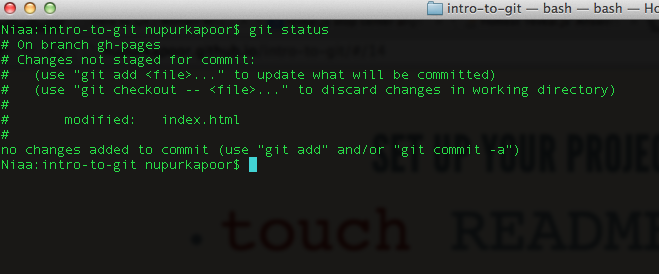 intro-to-git — bash — bash — Ho
Niaa:intro-to-git nupurkapoor$ git status
# On branch gh-pages
# Changes not staged for commit:
#   (use "git add <file>..." to update what will be committed)
#   (use "git checkout -- <file>..." to discard changes in working directory)
#
#       modified:   index.html
#
no changes added to commit (use "git add" and/or "git commit -a")
Niaa:intro-to-git nupurkapoor$
SET UP YOUR PROJE
touch README